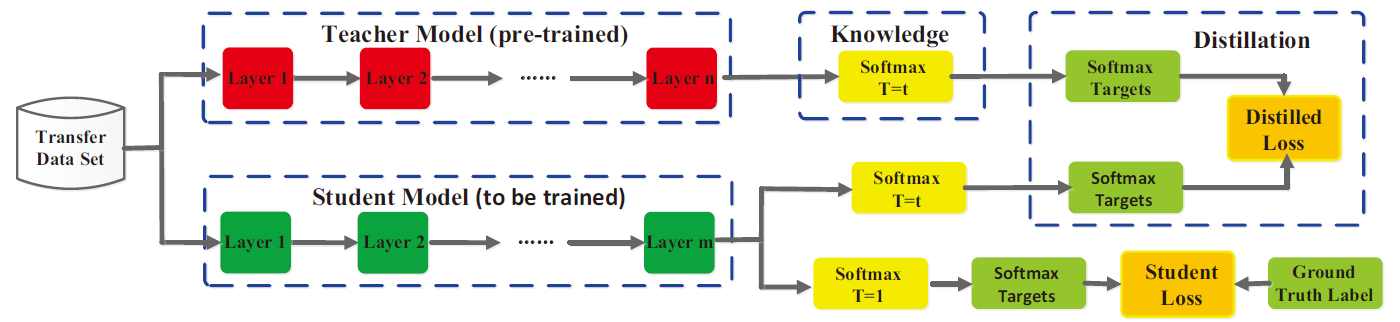 Transfer
Data Set
Teacher Model (pre-trained)
Layer 1
Layer 2
......
Layer n
Knowledge
Softmax
T=t
Distillation
Softmax
Targets
Distilled
Loss
Student Model (to be trained)
Layer 1
Layer 2
......
Layer m
Softmax
T=t
Softmax
Targets
Softmax
T=1
Softmax
Targets
Student
Loss
Ground
Truth Label